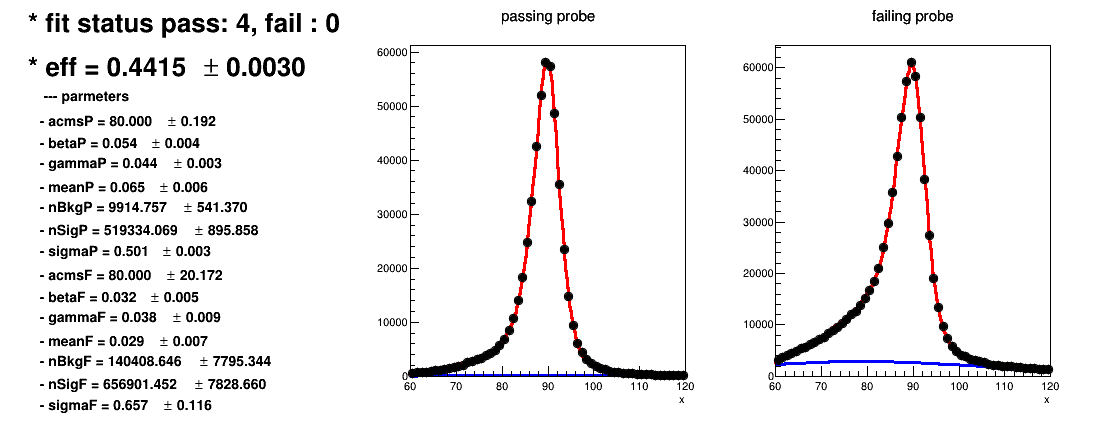 * fit status pass: 4, fail : 0
* eff = 0.4415 ± 0.0030
--- parmeters
- acmsP = 80.000 ± 0.192
- betaP = 0.054 ± 0.004
- gammaP = 0.044 ± 0.003
- meanP = 0.065 ± 0.006
- nBkgP = 9914.757 ± 541.370
- nSigP = 519334.069 ± 895.858
- sigmaP = 0.501 ± 0.003
- acmsF = 80.000 ± 20.172
- betaF = 0.032 ± 0.005
- gammaF = 0.038 ± 0.009
- meanF = 0.029 ± 0.007
- nBkgF = 140408.646 ± 7795.344
- nSigF = 656901.452 ± 7828.660
- sigmaF = 0.657 ± 0.116
passing probe
60000
50000
40000
30000
20000
10000
0
60 70 80 90 100 110 120
x
failing probe
60000
50000
40000
30000
20000
10000
0
60 70 80 90 100 110 120
x